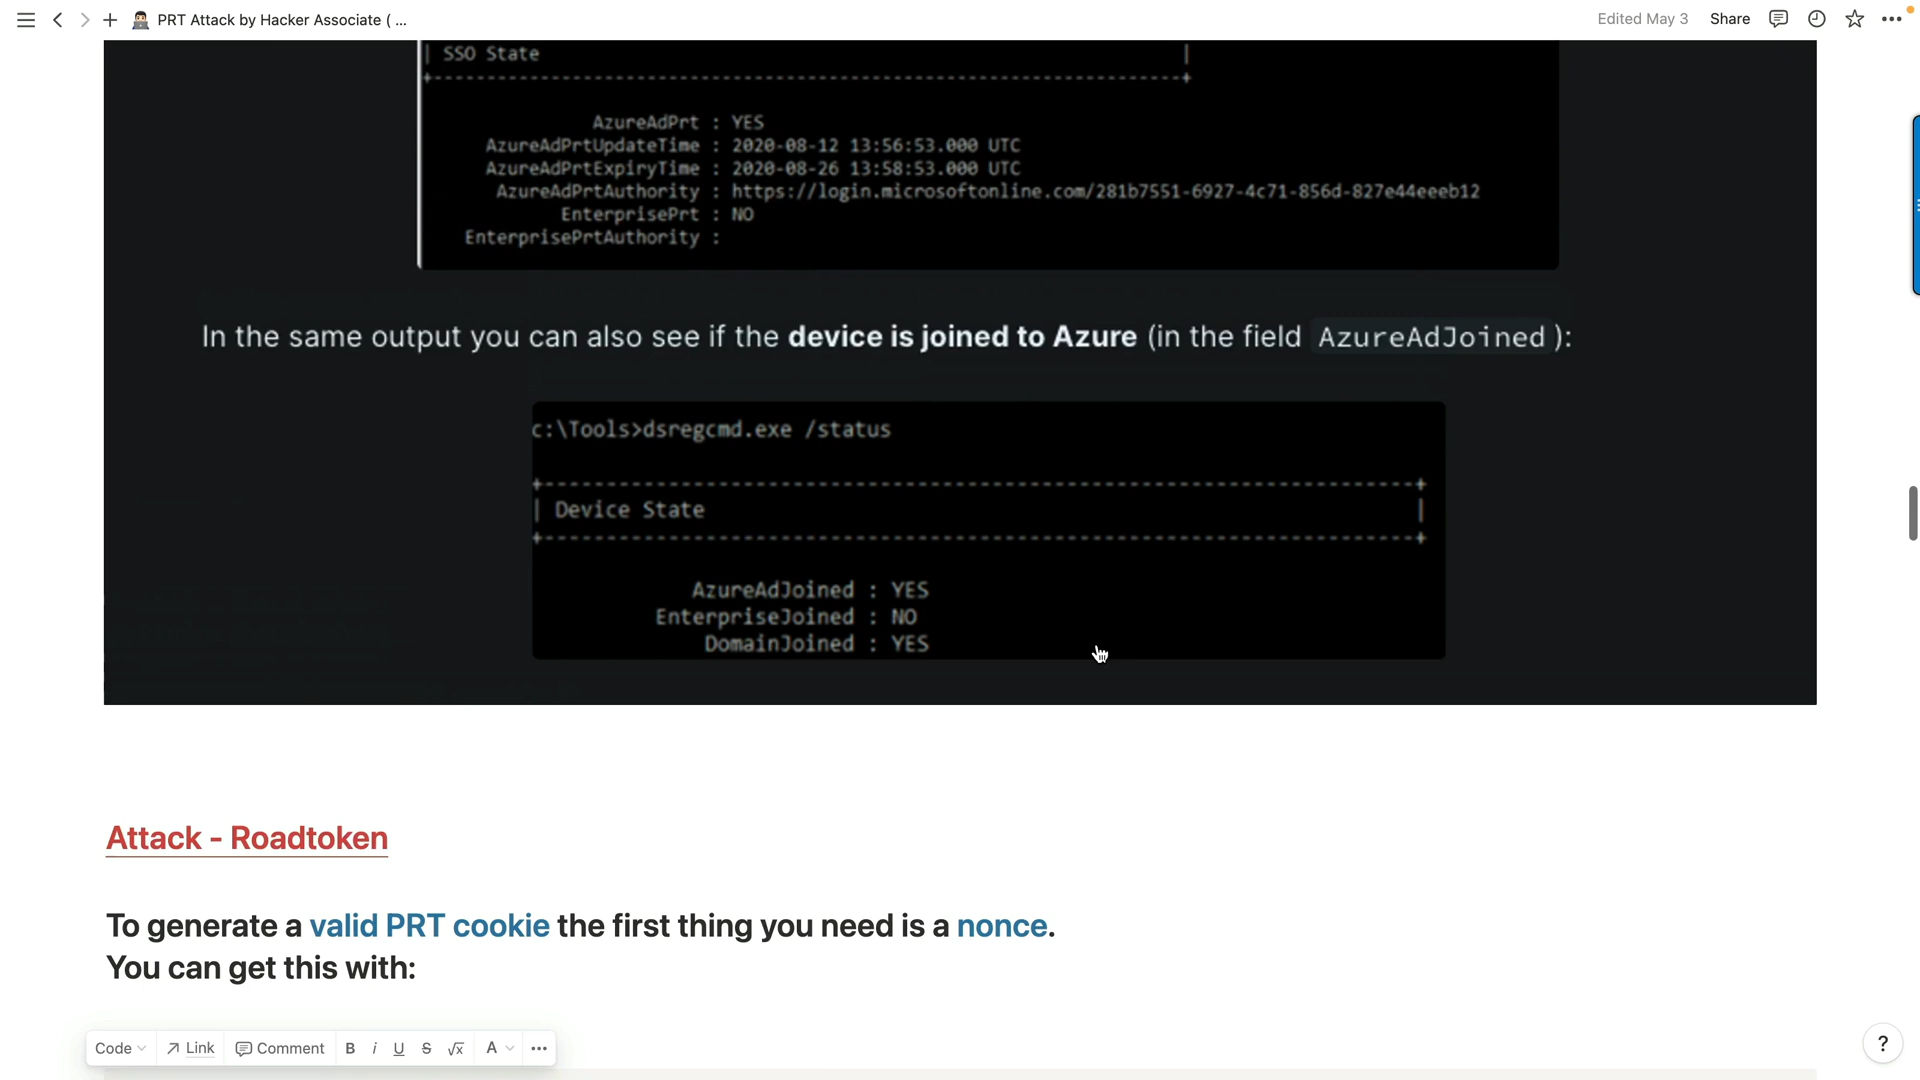 PRT Attack by Hacker Associate ( ...
Edited May 3
Share
| SSO State |
+----------------------------------------------------------------------+
AzureAdPrt : YES
AzureAdPrtUpdateTime : 2020-08-12 13:56:53.000 UTC
AzureAdPrtExpiryTime : 2020-08-26 13:58:53.000 UTC
AzureAdPrtAuthority : https://login.microsoftonline.com/281b7551-6927-4c71-856d-827e44eeeb12
EnterprisePrt : NO
EnterprisePrtAuthority :
In the same output you can also see if the device is joined to Azure (in the field AzureAdJoined ):
c:\Tools>dsregcmd.exe /status
+----------------------------------------------------------------------+
| Device State |
+----------------------------------------------------------------------+
AzureAdJoined : YES
EnterpriseJoined : NO
DomainJoined : YES
Attack - Roadtoken
To generate a valid PRT cookie the first thing you need is a nonce.
You can get this with:
Code Link Comment B i U S √x A ...
?